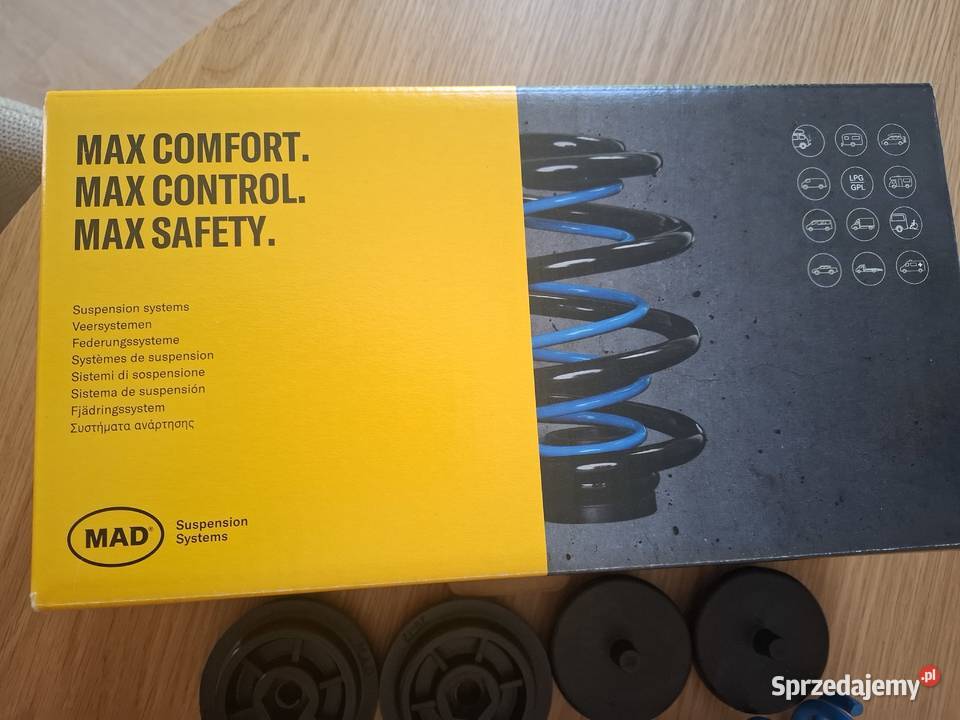 MAX COMFORT.
MAX CONTROL.
MAX SAFETY.
Suspension systems
Veersystemen
Federungssysteme
Systèmes de suspension
Sistemi di sospensione
Sistema de suspensión
Fjädringssystem
Συστήματα ανάρτησης
MAD®
Suspension
Systems
LPG
GPL
MAD
Sprzedajemy.pl